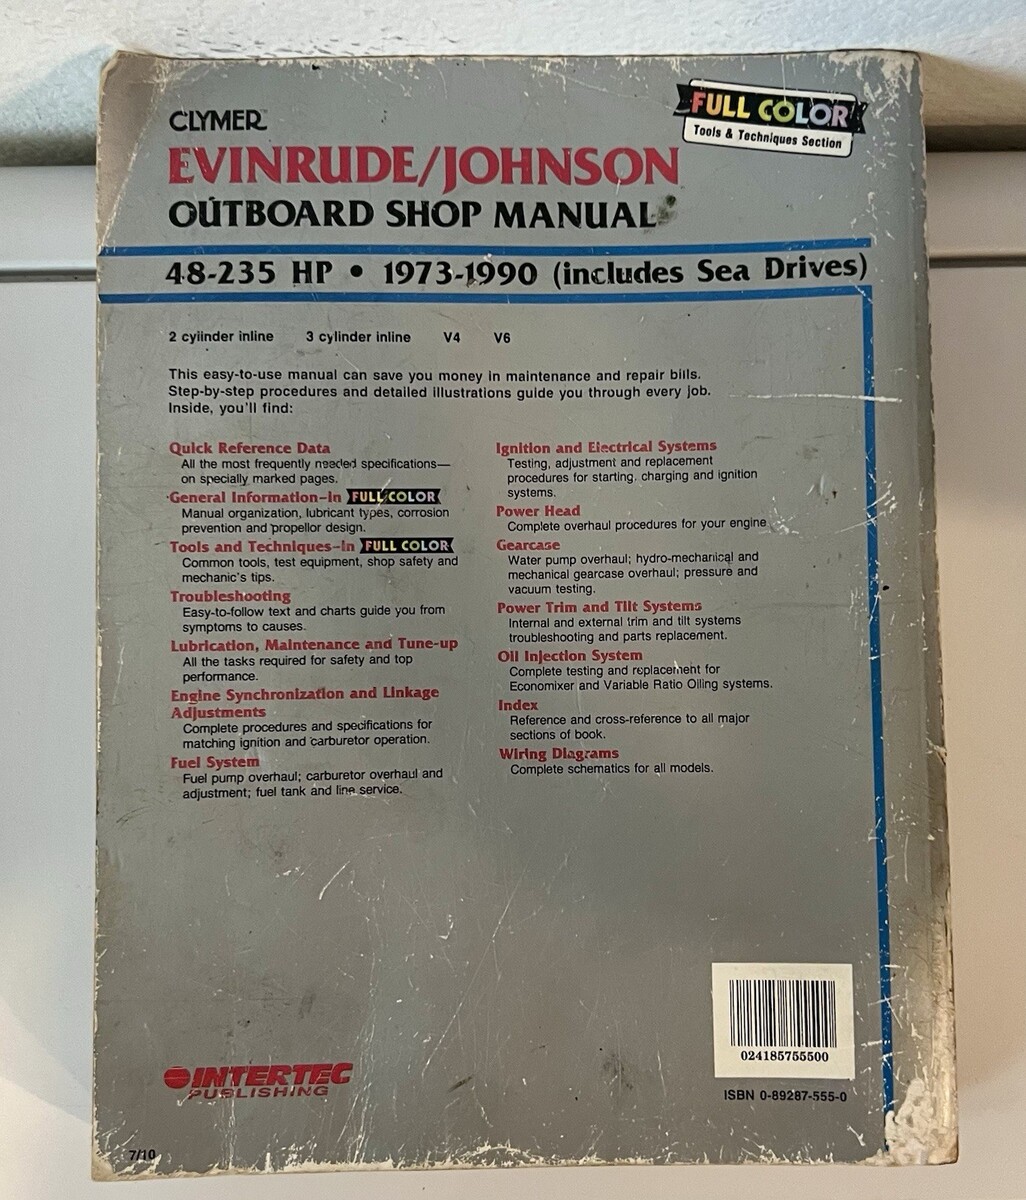 CLYMER™
FULL COLOR
Tools & Techniques Section
EVINRUDE/JOHNSON
OUTBOARD SHOP MANUAL
48-235 HP • 1973-1990 (includes Sea Drives)
2 cylinder inline 3 cylinder inline V4 V6
This easy-to-use manual can save you money in maintenance and repair bills.
Step-by-step procedures and detailed illustrations guide you through every job.
Inside, you'll find:
Quick Reference Data
All the most frequently needed specifications—
on specially marked pages.
General Information–in FULL COLOR
Manual organization, lubricant types, corrosion
prevention and propellor design.
Tools and Techniques–in FULL COLOR
Common tools, test equipment, shop safety and
mechanic's tips.
Troubleshooting
Easy-to-follow text and charts guide you from
symptoms to causes.
Lubrication, Maintenance and Tune-up
All the tasks required for safety and top
performance.
Engine Synchronization and Linkage
Adjustments
Complete procedures and specifications for
matching ignition and carburetor operation.
Fuel System
Fuel pump overhaul; carburetor overhaul and
adjustment; fuel tank and line service.
Ignition and Electrical Systems
Testing, adjustment and replacement
procedures for starting, charging and ignition
systems.
Power Head
Complete overhaul procedures for your engine
Gearcase
Water pump overhaul; hydro-mechanical and
mechanical gearcase overhaul; pressure and
vacuum testing.
Power Trim and Tilt Systems
Internal and external trim and tilt systems
troubleshooting and parts replacement.
Oil Injection System
Complete testing and replacement for
Economixer and Variable Ratio Oiling systems.
Index
Reference and cross-reference to all major
sections of book.
Wiring Diagrams
Complete schematics for all models.
024185755500
INTERTEC
PUBLISHING
ISBN 0-89287-555-0
7/10